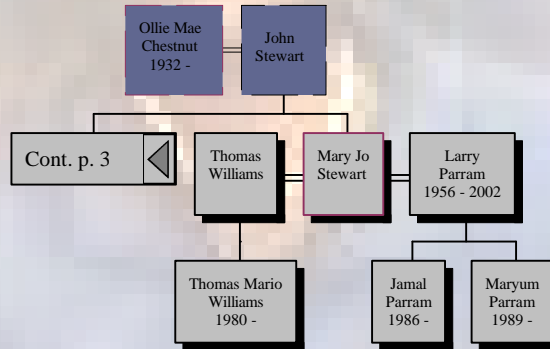 Ollie Mae
Chestnut
1932 -
John
Stewart
Cont. p. 3
Thomas
Williams
Mary Jo
Stewart
Larry
Parram
1956 - 2002
Thomas Mario
Williams
1980 -
Jamal
Parram
1986 -
Maryum
Parram
1989 -